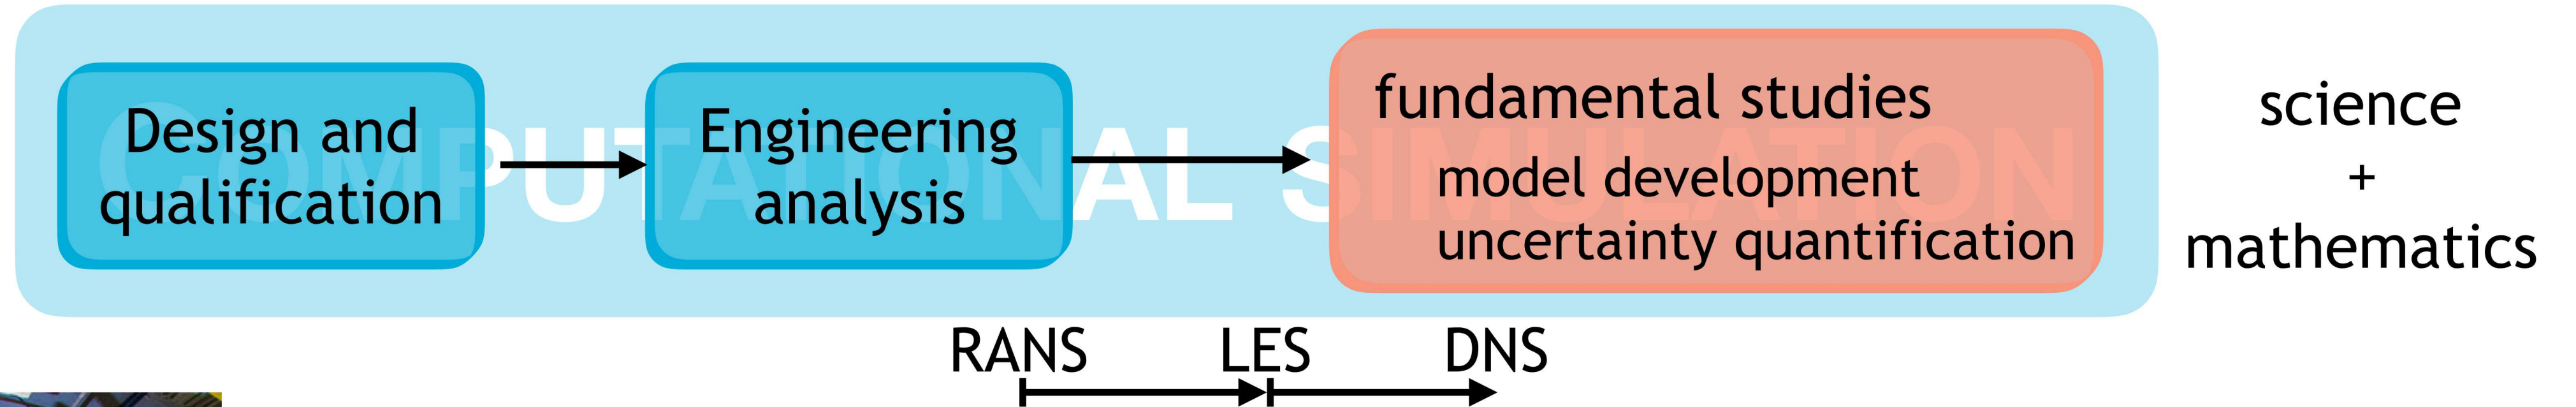 COMPUTATIONAL SIMULATION
Design and
qualification
Engineering
analysis
fundamental studies
model development
uncertainty quantification
science
+
mathematics
RANS LES DNS